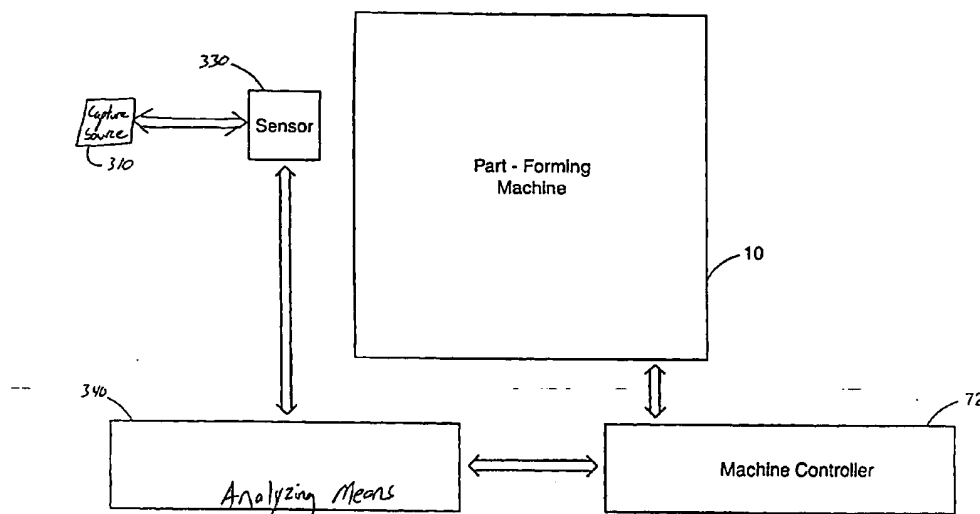 330
Capture
Source
310
Sensor
Part - Forming
Machine
10
340
Analyzing Means
72
Machine Controller